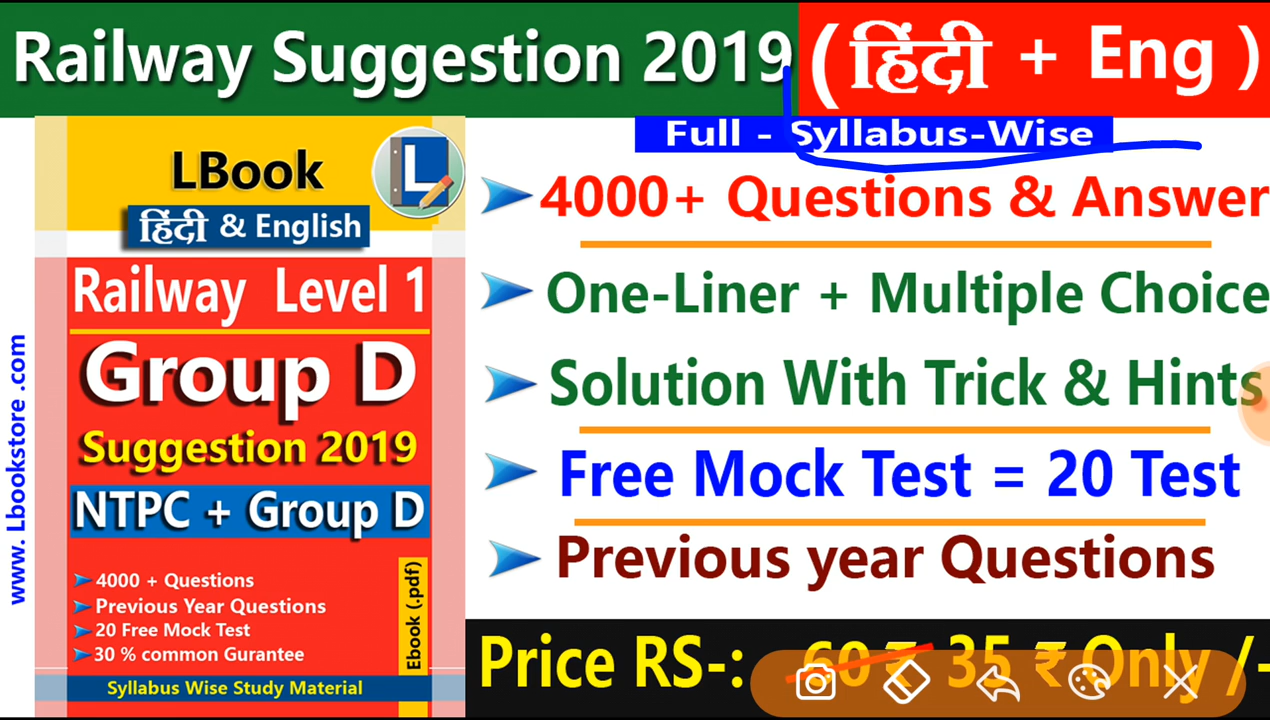 Railway Suggestion 2019 (हिंदी + Eng )
Full - Syllabus-Wise
LBook
L
हिंदी & English
Railway Level 1
Group D
Suggestion 2019
NTPC + Group D
4000 + Questions
Previous Year Questions
20 Free Mock Test
30 % common Gurantee
Ebook (.pdf)
Syllabus Wise Study Material
www. Lbookstore .com
4000+ Questions & Answer
One-Liner + Multiple Choice
Solution With Trick & Hints
Free Mock Test = 20 Test
Previous year Questions
Price RS-: 60 ₹ 35 ₹ Only /-